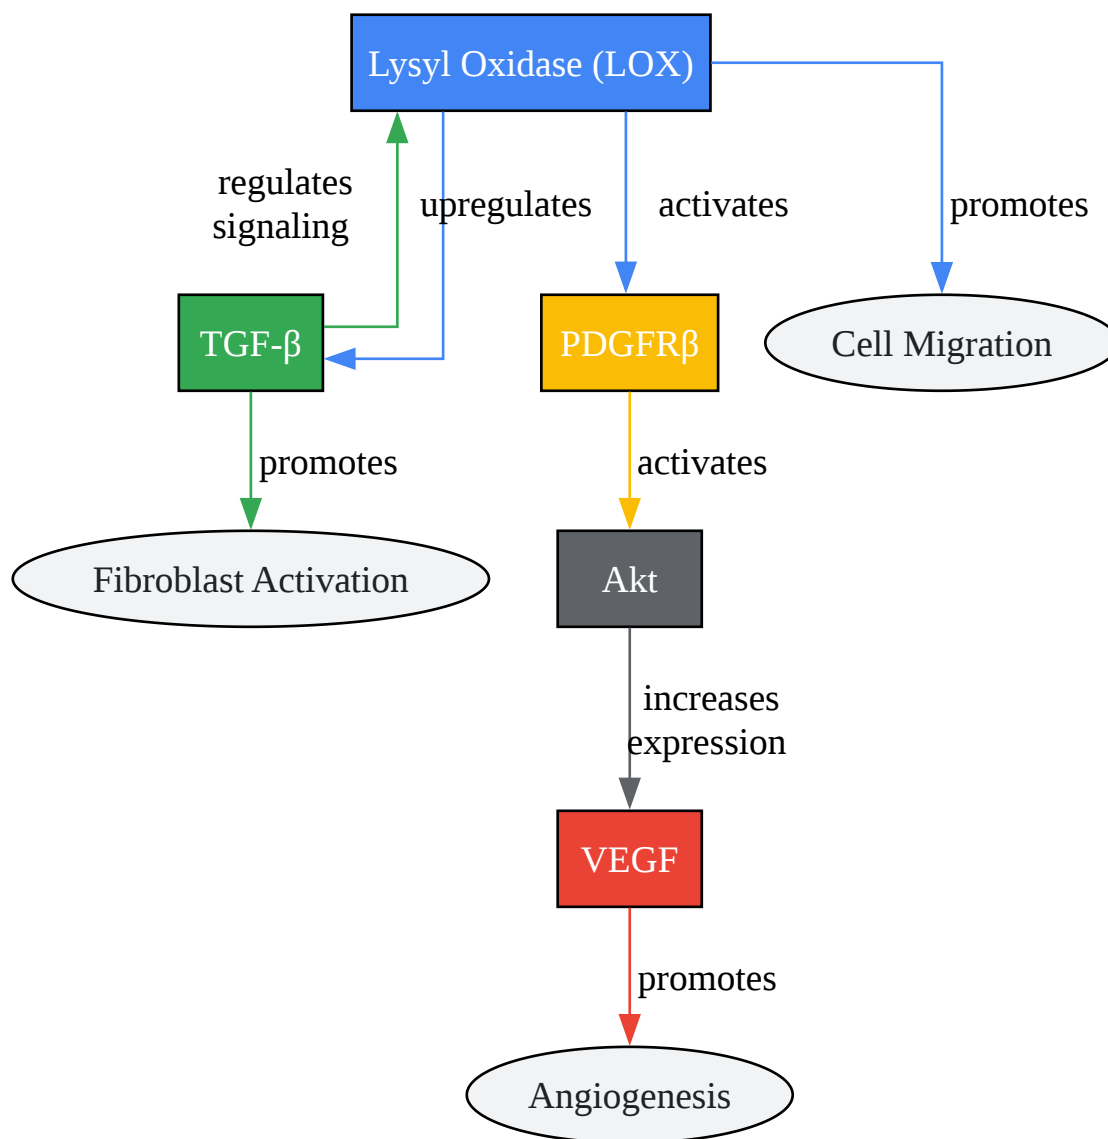 Lysyl Oxidase (LOX)
regulates
signaling
upregulates
activates
promotes
TGF-β
PDGFRβ
Cell Migration
promotes
activates
Fibroblast Activation
Akt
increases
expression
VEGF
promotes
Angiogenesis